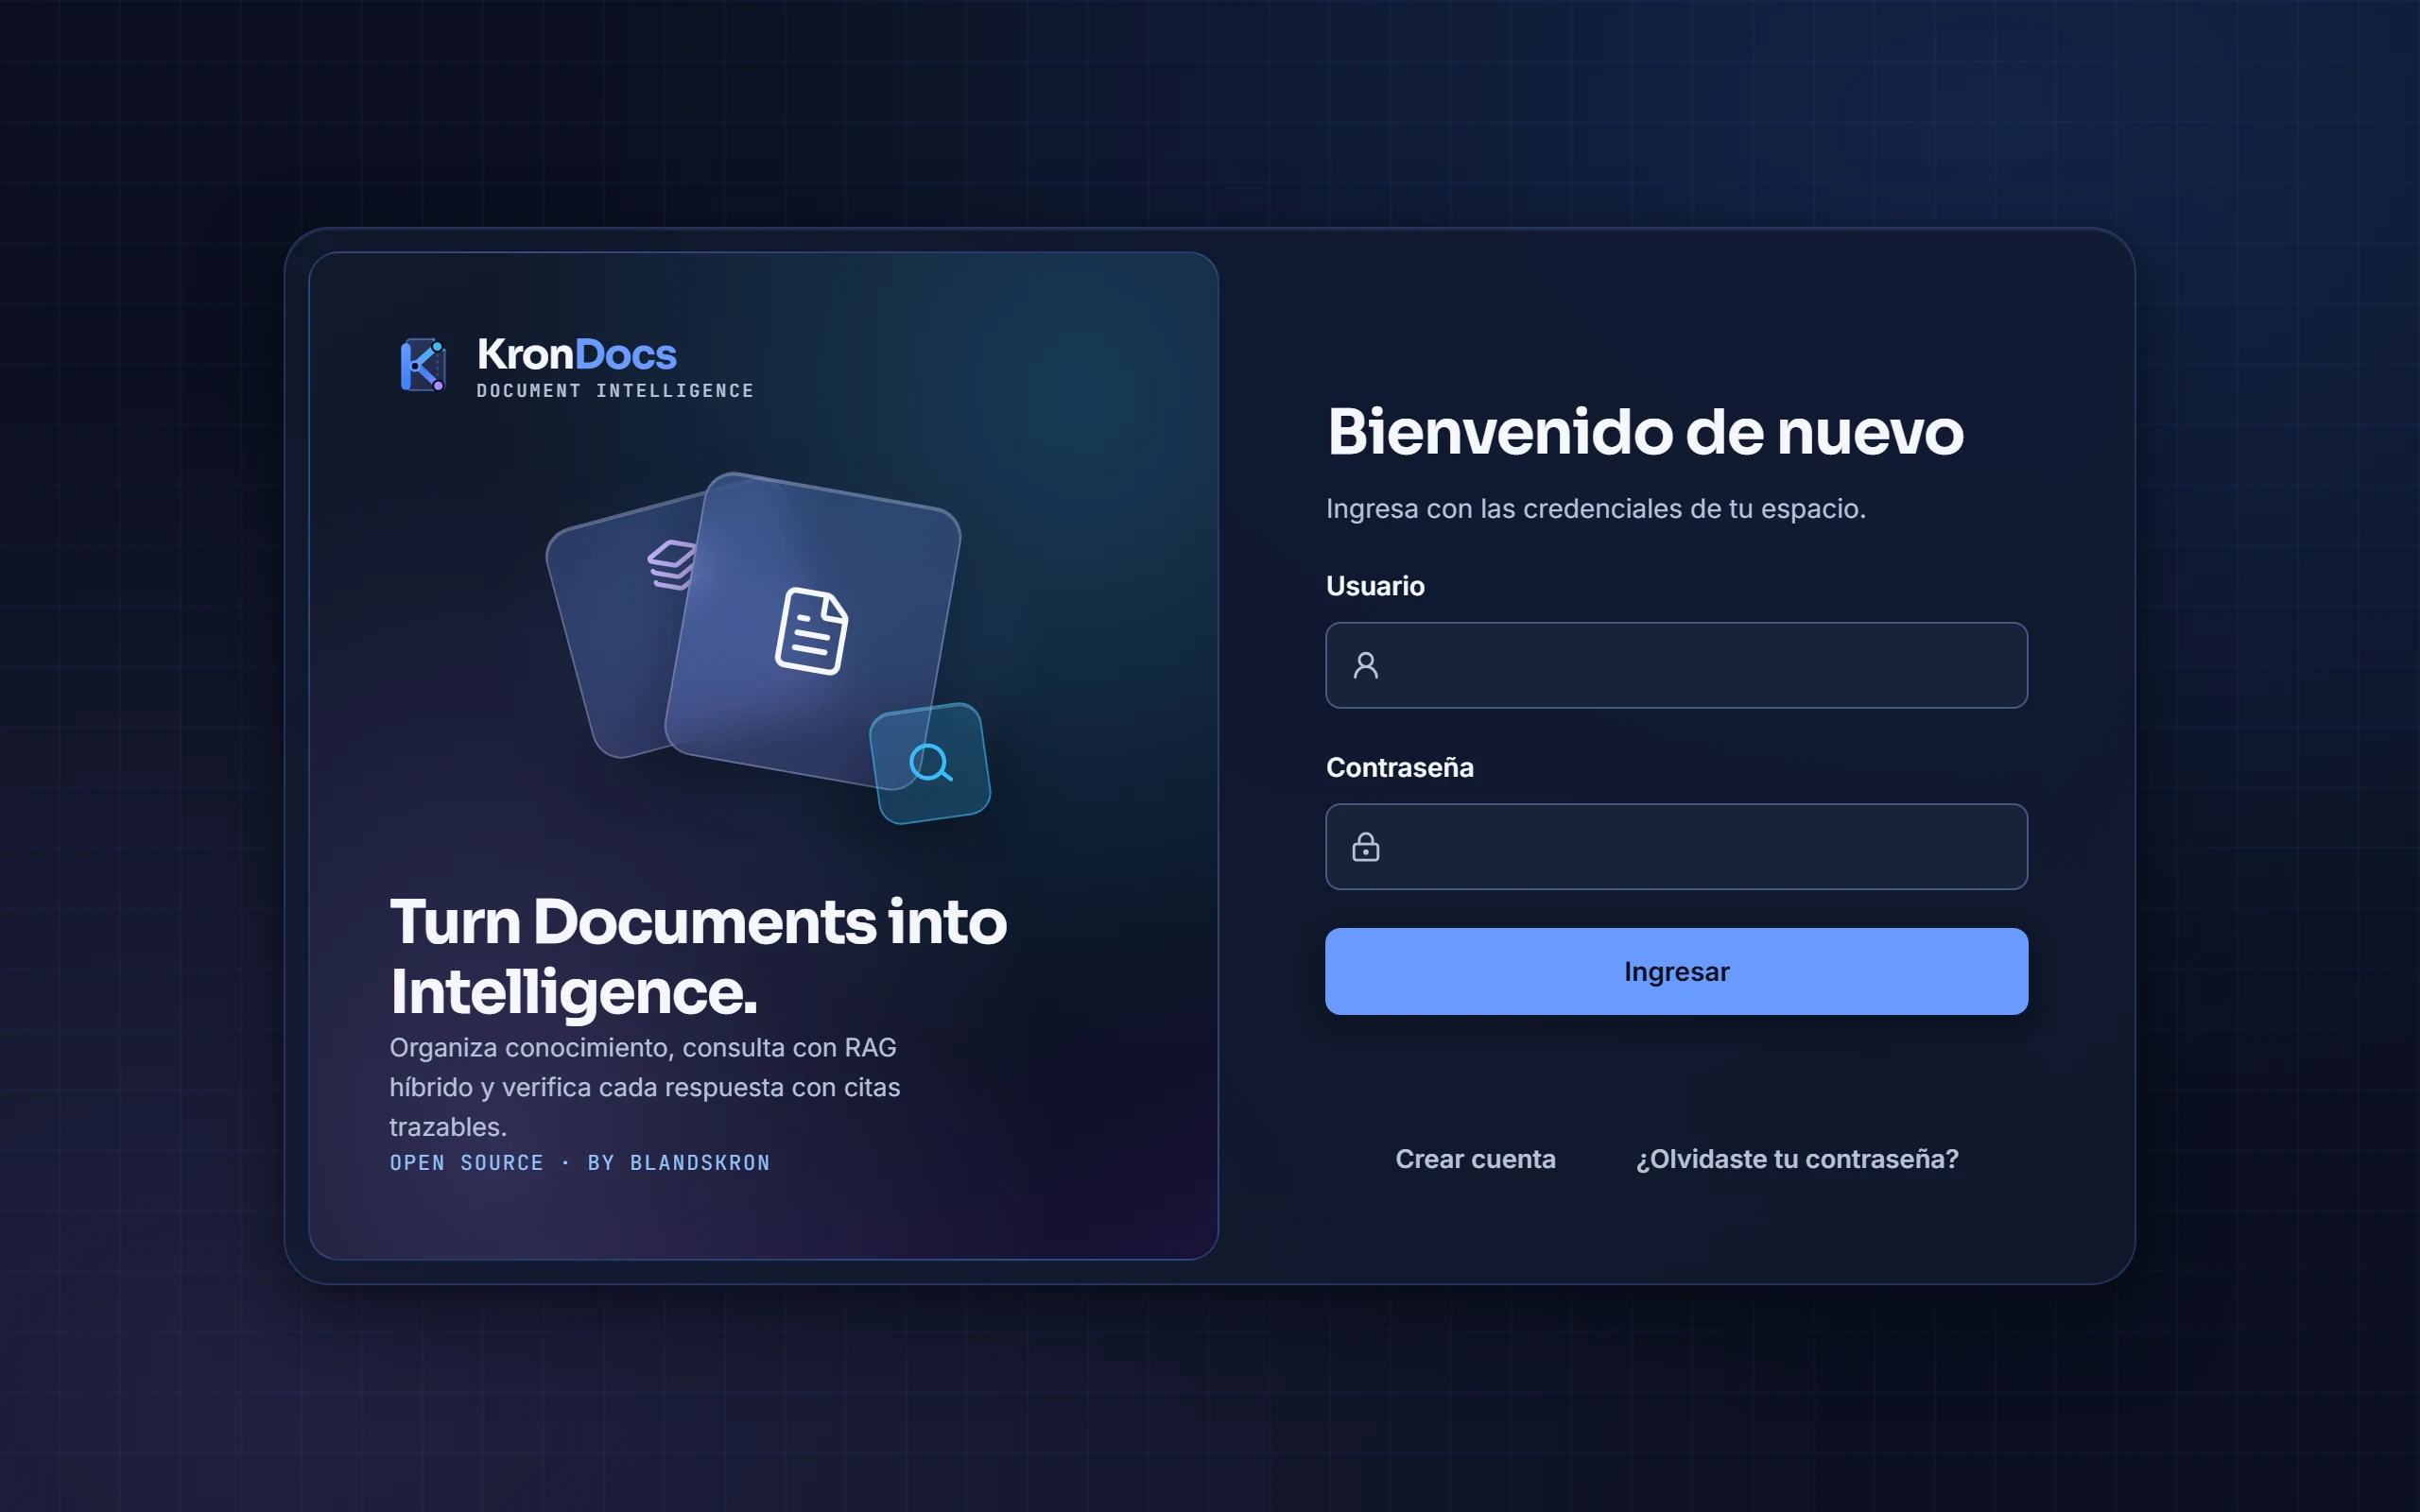 KronDocs
DOCUMENT INTELLIGENCE
Turn Documents into
Intelligence.
Organiza conocimiento, consulta con RAG
híbrido y verifica cada respuesta con citas
trazables.
OPEN SOURCE · BY BLANDSKRON
Bienvenido de nuevo
Ingresa con las credenciales de tu espacio.
Usuario
Contraseña
Ingresar
Crear cuenta
¿Olvidaste tu contraseña?